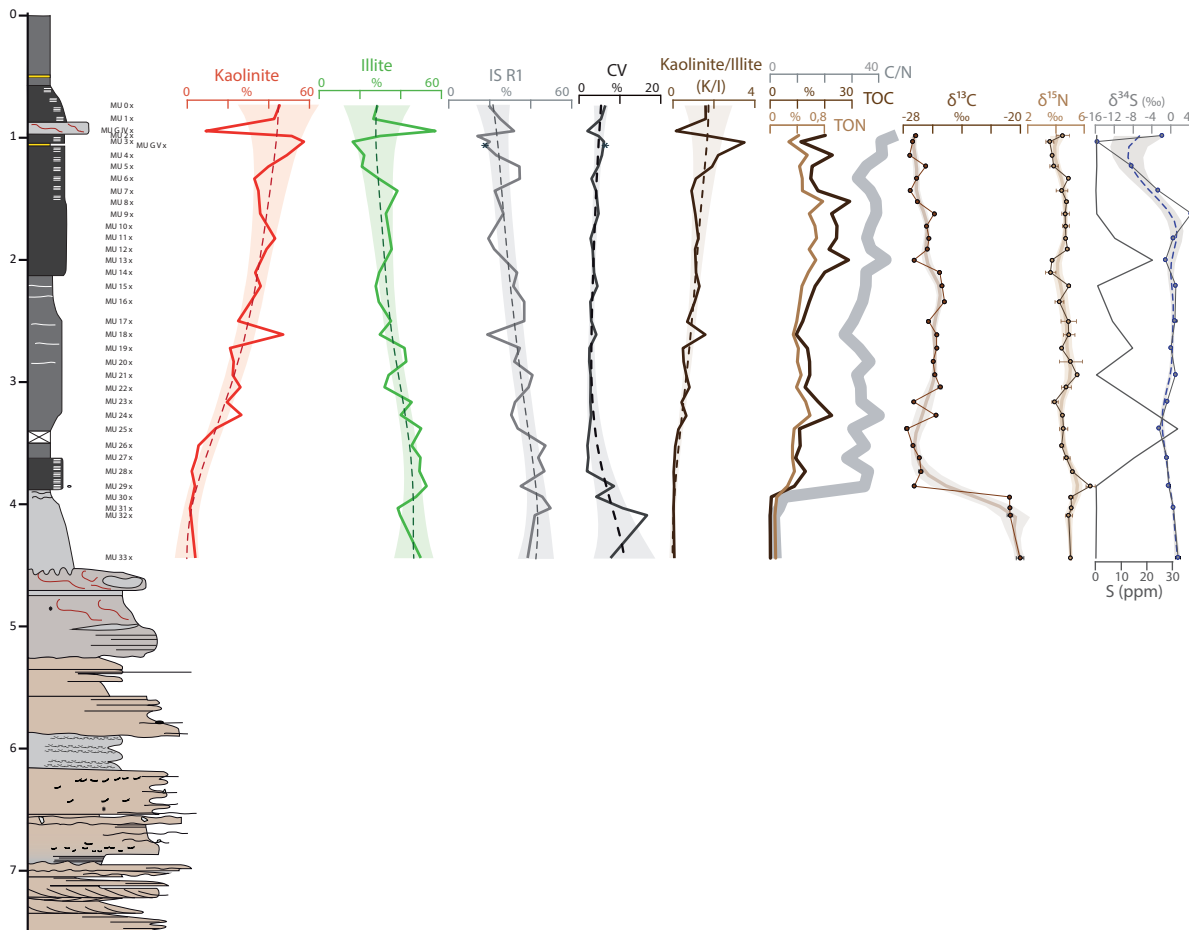 0
1
2
3
4
5
6
7
MU 0 x
MU 1 x
MU GIV x
MU 2 x
MU 3 x
MU GV x
MU 4 x
MU 5 x
MU 6 x
MU 7 x
MU 8 x
MU 9 x
MU 10 x
MU 11 x
MU 12 x
MU 13 x
MU 14 x
MU 15 x
MU 16 x
MU 17 x
MU 18 x
MU 19 x
MU 20 x
MU 21 x
MU 22 x
MU 23 x
MU 24 x
MU 25 x
MU 26 x
MU 27 x
MU 28 x
MU 29 x
MU 30 x
MU 31 x
MU 32 x
MU 33 x
Kaolinite
0 % 60
Illite
0 % 60
IS R1
0 60
CV
0 % 20
Kaolinite/Illite
(K/I)
0 4
0 40
C/N
0 % 30
TOC
0 % 0,8
TON
δ¹³C
-28 ‰ -20
δ¹⁵N
2 ‰ 6
δ³⁴S (‰)
-16 -12 -8 -4 0 4
0 10 20 30
S (ppm)
*
*